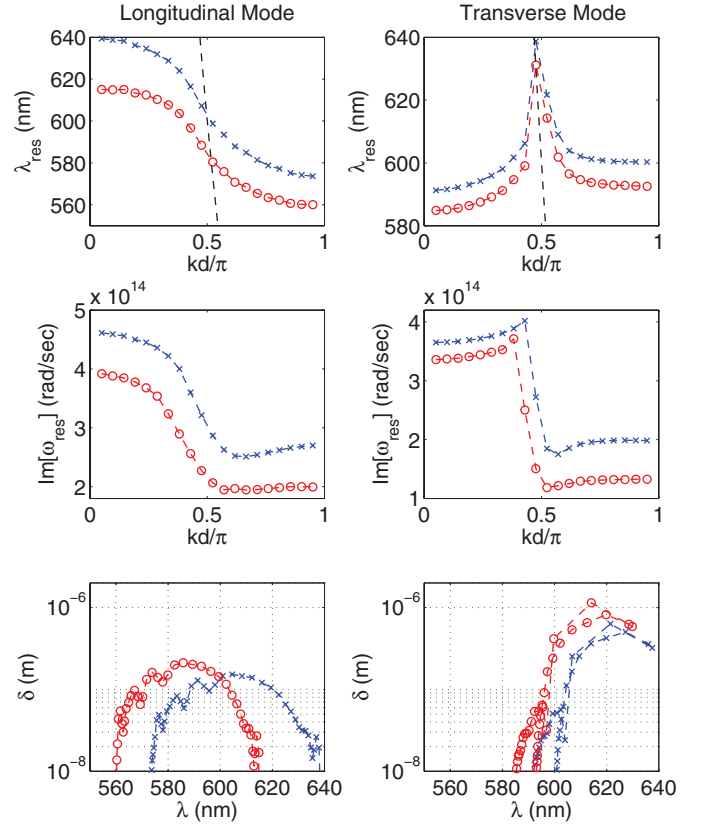 Longitudinal Mode
Transverse Mode
640
620
600
580
560
λres (nm)
0
0.5
1
kd/π
640
620
600
580
λres (nm)
0
0.5
1
kd/π
x 10^14
5
4
3
2
Im[ωres] (rad/sec)
0
0.5
1
kd/π
x 10^14
4
3
2
1
Im[ωres] (rad/sec)
0
0.5
1
kd/π
10^-6
10^-8
δ (m)
560
580
600
620
640
λ (nm)
10^-6
10^-8
δ (m)
560
580
600
620
640
λ (nm)